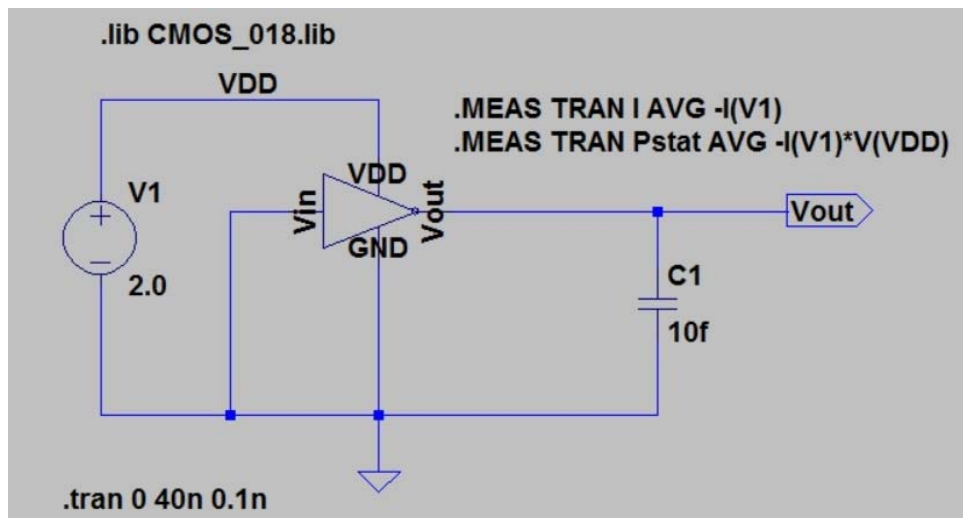 .lib CMOS_018.lib
VDD
.MEAS TRAN I AVG -I(V1)
.MEAS TRAN Pstat AVG -I(V1)*V(VDD)
V1
+
2.0
VDD
Vin
Vout
GND
Vout
C1
10f
.tran 0 40n 0.1n